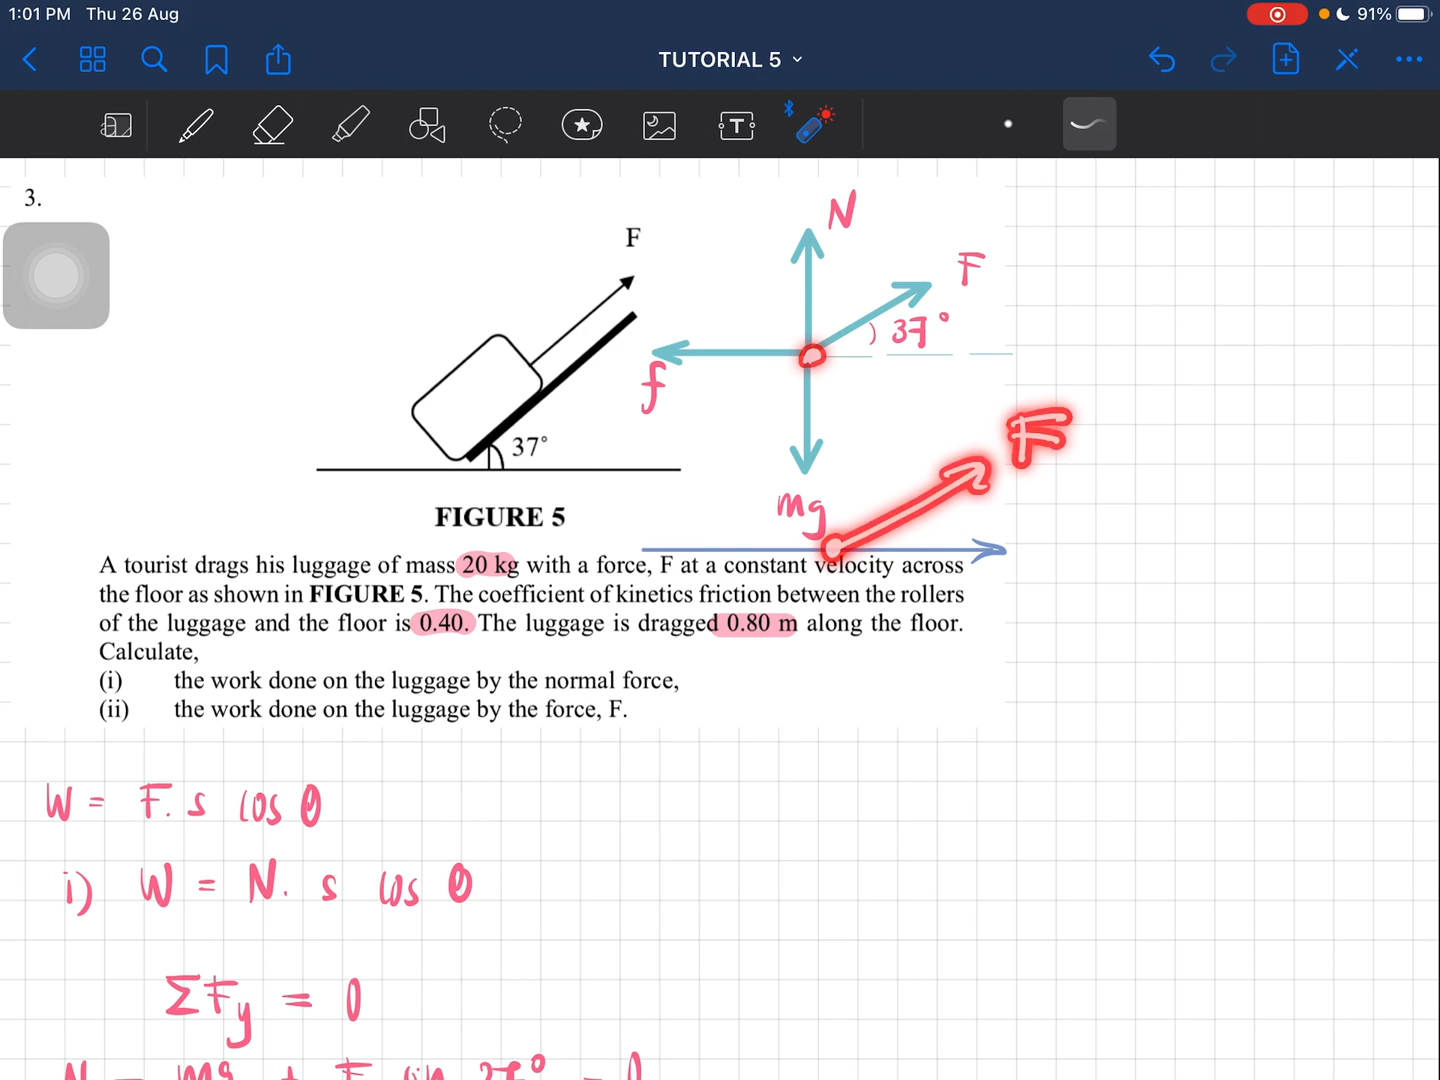 1:01 PM Thu 26 Aug
91%
TUTORIAL 5
3.
F
37°
FIGURE 5
N
F
37°
f
mg
F
A tourist drags his luggage of mass 20 kg with a force, F at a constant velocity across
the floor as shown in FIGURE 5. The coefficient of kinetics friction between the rollers
of the luggage and the floor is 0.40. The luggage is dragged 0.80 m along the floor.
Calculate,
(i) the work done on the luggage by the normal force,
(ii) the work done on the luggage by the force, F.
W = F. s cos θ
i) W = N. s cos θ
ΣFy = 0
N - mg + F sin 37° = 0